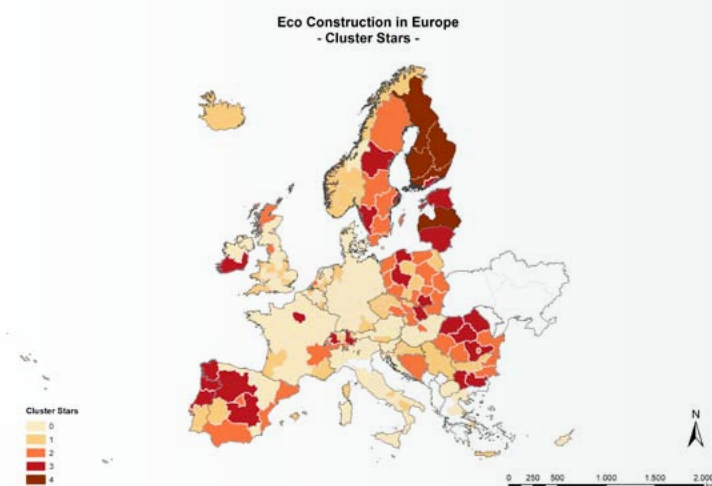 Eco Construction in Europe
- Cluster Stars -
Cluster Stars
0
1
2
3
4
N
0 250 500 1.000 1.500 2.000